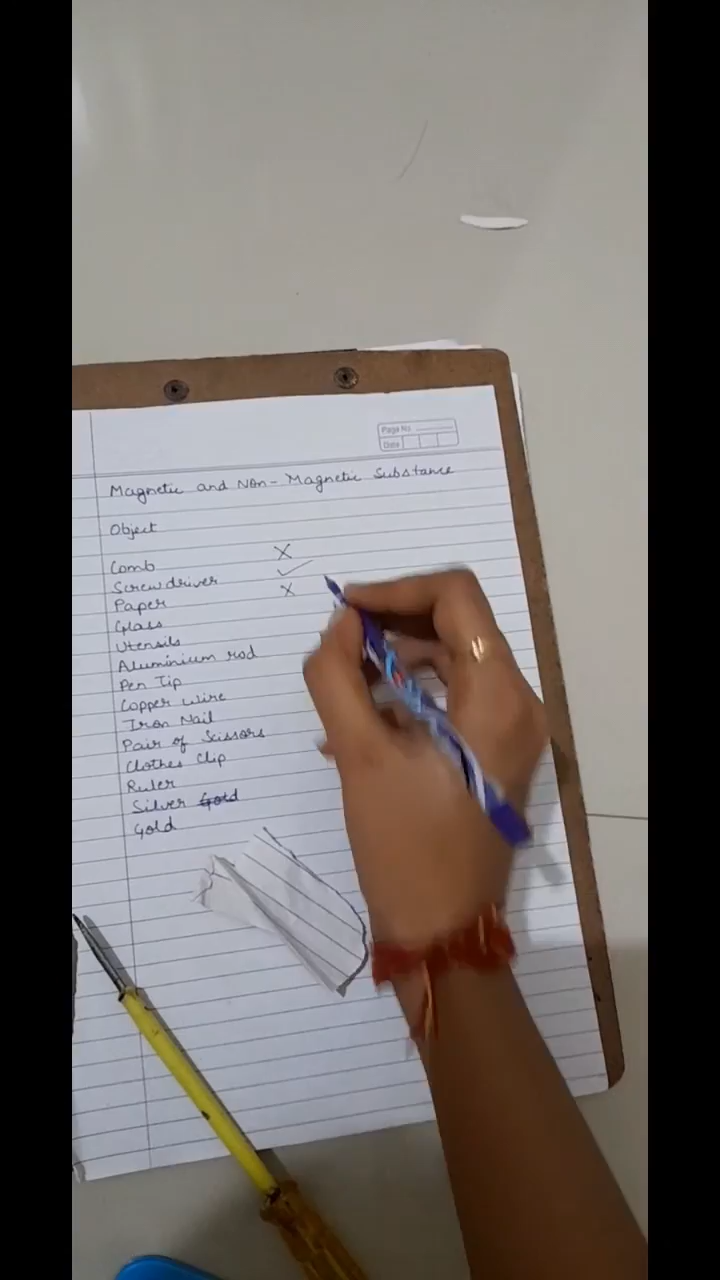 Page No.
Date
Magnetic and Non-Magnetic Substance
Object
Comb X
Screwdriver ✓
Paper X
Glass
Utensils
Aluminium rod
Pen Tip
Copper Wire
Iron Nail
Pair of Scissors
Clothes Clip
Ruler
Silver Gold
Gold